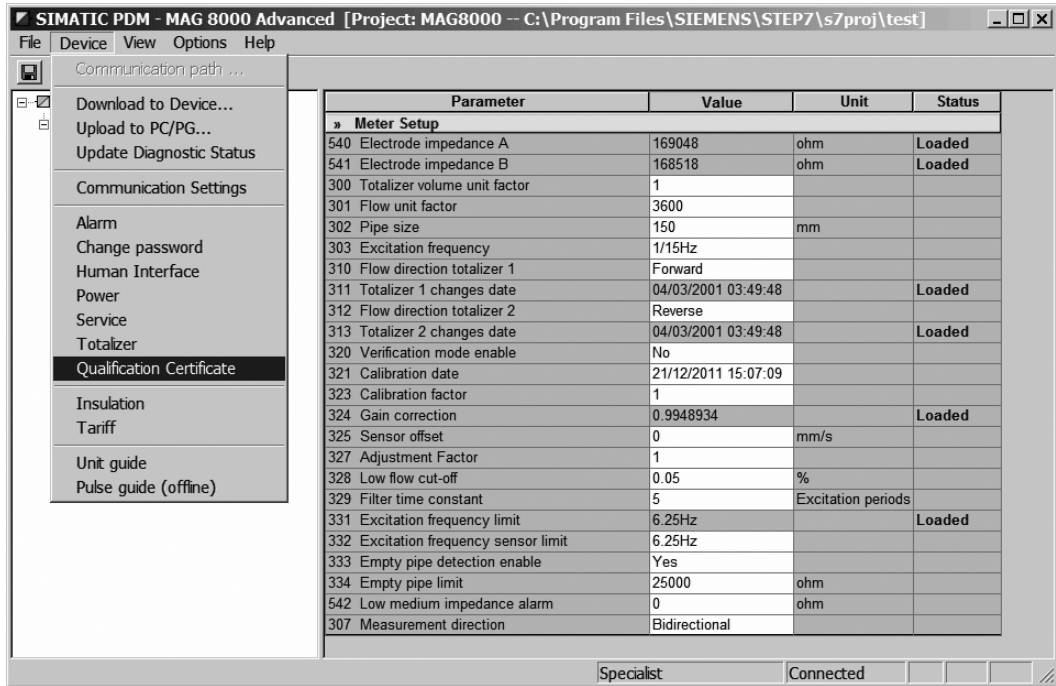 SIMATIC PDM - MAG 8000 Advanced [Project: MAG8000 -- C:\Program Files\SIEMENS\STEP7\s7proj\test]
File Device View Options Help
Communication path ...
Download to Device...
Upload to PC/PG...
Update Diagnostic Status
Communication Settings
Alarm
Change password
Human Interface
Power
Service
Totalizer
Qualification Certificate
Insulation
Tariff
Unit guide
Pulse guide (offline)
Parameter Value Unit Status
» Meter Setup
540 Electrode impedance A 169048 ohm Loaded
541 Electrode impedance B 168518 ohm Loaded
300 Totalizer volume unit factor 1
301 Flow unit factor 3600
302 Pipe size 150 mm
303 Excitation frequency 1/15Hz
310 Flow direction totalizer 1 Forward
311 Totalizer 1 changes date 04/03/2001 03:49:48 Loaded
312 Flow direction totalizer 2 Reverse
313 Totalizer 2 changes date 04/03/2001 03:49:48 Loaded
320 Verification mode enable No
321 Calibration date 21/12/2011 15:07:09
323 Calibration factor 1
324 Gain correction 0.9948934 Loaded
325 Sensor offset 0 mm/s
327 Adjustment Factor 1
328 Low flow cut-off 0.05 %
329 Filter time constant 5 Excitation periods
331 Excitation frequency limit 6.25Hz Loaded
332 Excitation frequency sensor limit 6.25Hz
333 Empty pipe detection enable Yes
334 Empty pipe limit 25000 ohm
542 Low medium impedance alarm 0 ohm
307 Measurement direction Bidirectional
Specialist Connected